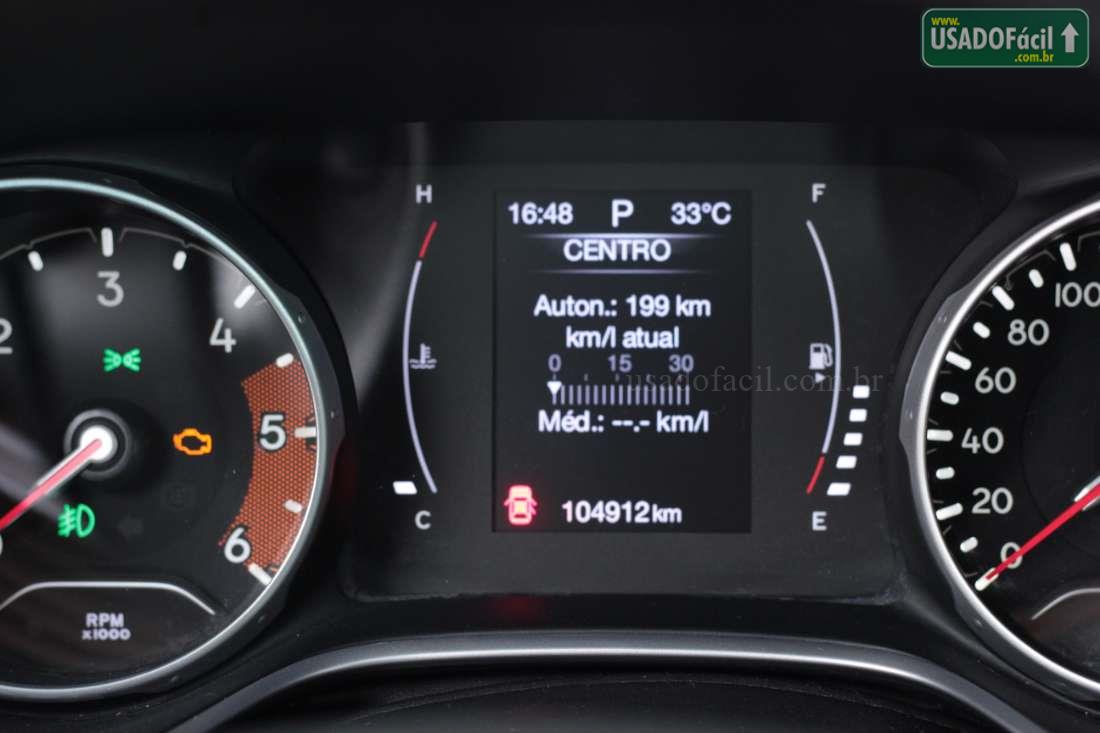 www.
USADOFácil
.com.br
H
F
16:48 P 33°C
CENTRO
Auton.: 199 km
km/l atual
0 15 30
Méd.: --.- km/l
usadofacil.com.br
104912 km
C
E
2
3
4
5
6
RPM
x1000
100
80
60
40
20
0